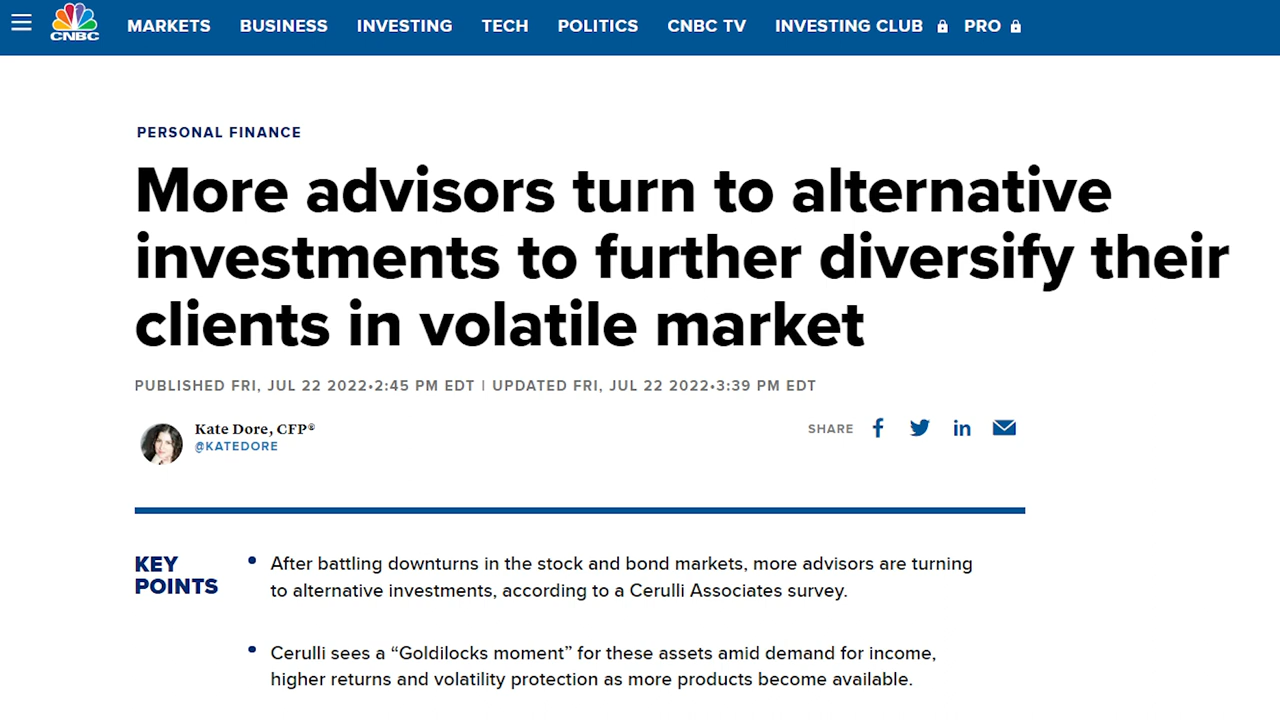 CNBC
MARKETS BUSINESS INVESTING TECH POLITICS CNBC TV INVESTING CLUB PRO
PERSONAL FINANCE
More advisors turn to alternative
investments to further diversify their
clients in volatile market
PUBLISHED FRI, JUL 22 2022•2:45 PM EDT | UPDATED FRI, JUL 22 2022•3:39 PM EDT
Kate Dore, CFP®
@KATEDORE
SHARE
KEY
POINTS
• After battling downturns in the stock and bond markets, more advisors are turning
to alternative investments, according to a Cerulli Associates survey.
• Cerulli sees a “Goldilocks moment” for these assets amid demand for income,
higher returns and volatility protection as more products become available.